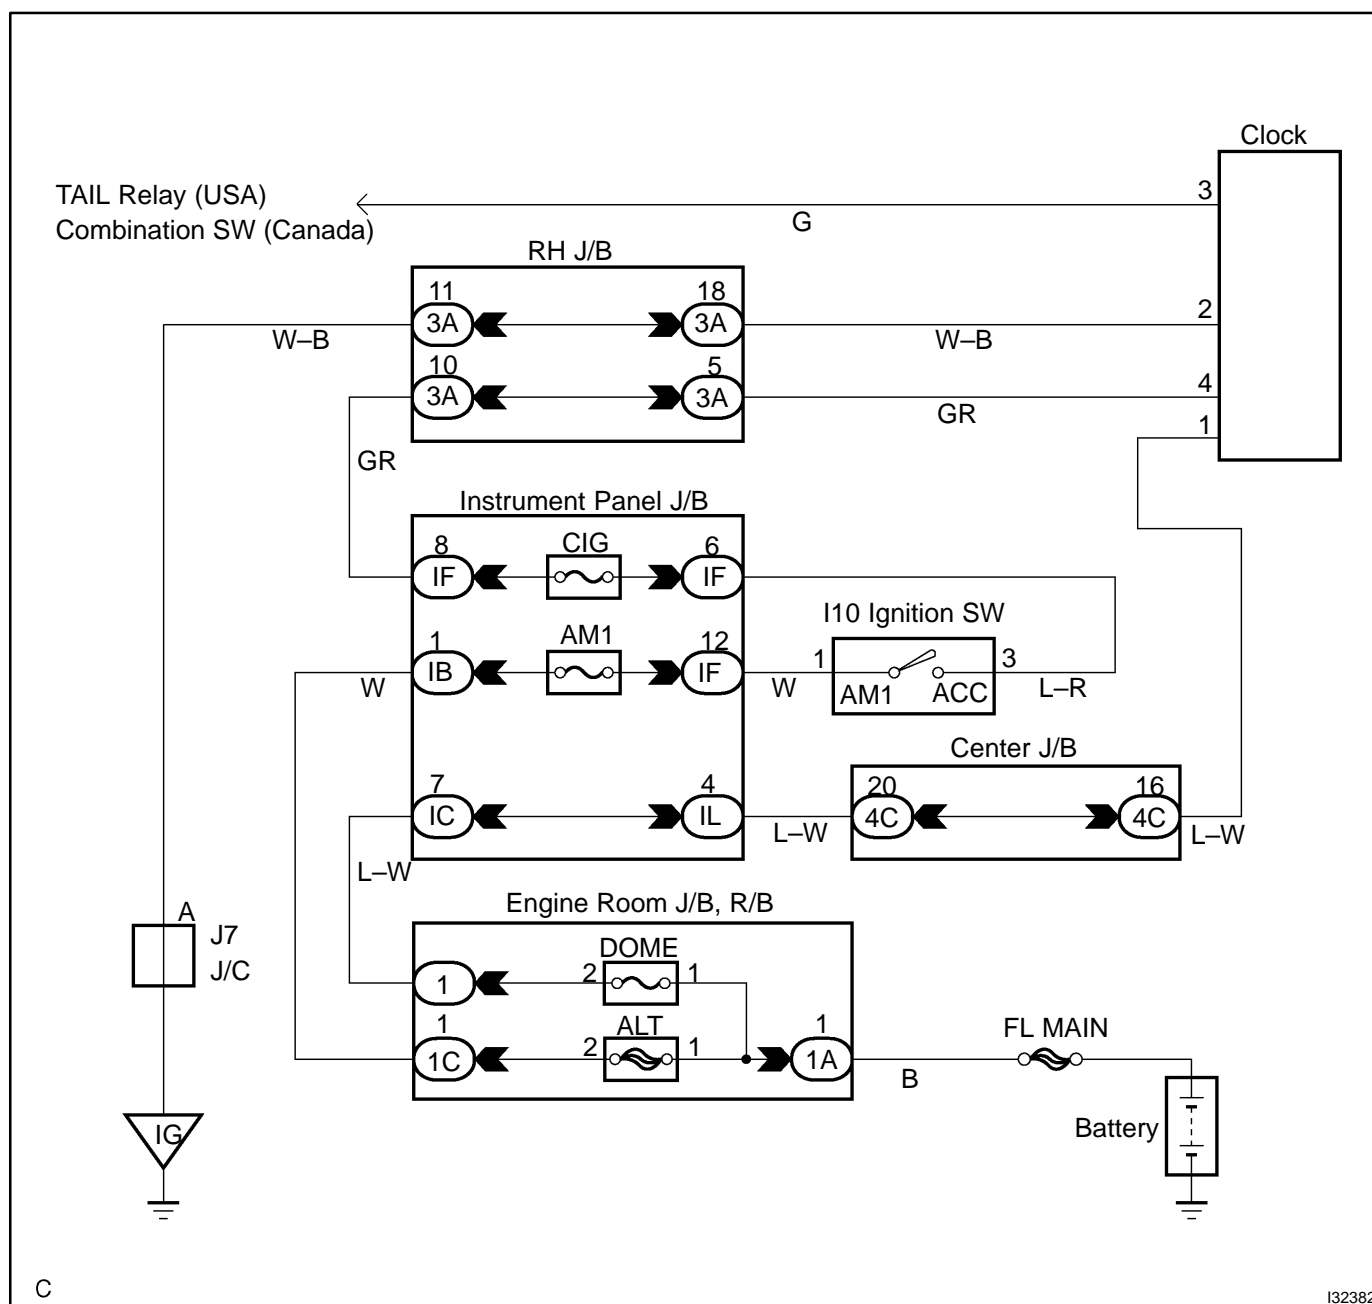 Clock
TAIL Relay (USA)
Combination SW (Canada)
3
G
RH J/B
11
18
3A
3A
2
W–B
W–B
10
5
3A
3A
4
GR
1
GR
Instrument Panel J/B
8
CIG
6
IF
IF
I10 Ignition SW
1
AM1
12
IB
IF
1
3
W
W
AM1
ACC
L–R
Center J/B
7
4
20
16
IC
IL
4C
4C
L–W
L–W
L–W
Engine Room J/B, R/B
A
J7
J/C
DOME
1
2
1
1
ALT
1
FL MAIN
1C
2
1
1A
B
Battery
IG
C
I32382